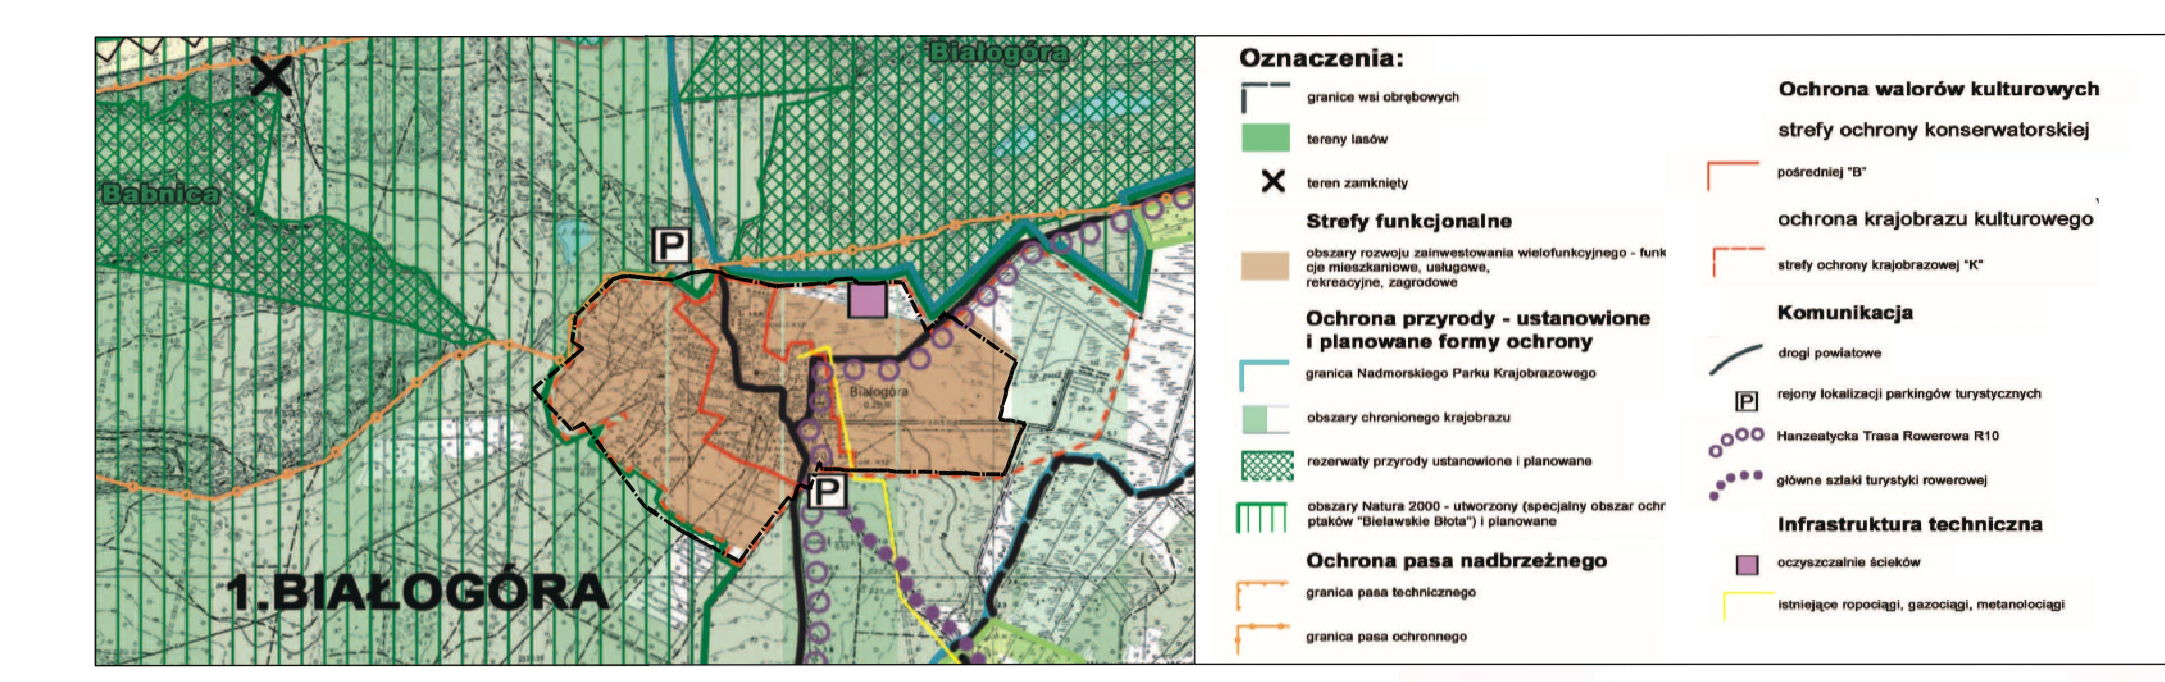 Białogóra
Babnica
P
Białogóra
P
1.BIAŁOGÓRA
Oznaczenia:
granice wsi obrębowych
tereny lasów
teren zamknięty
Strefy funkcjonalne
obszary rozwoju zainwestowania wielofunkcyjnego - funk
cje mieszkaniowe, usługowe,
rekreacyjne, zagrodowe
Ochrona przyrody - ustanowione
i planowane formy ochrony
granica Nadmorskiego Parku Krajobrazowego
obszary chronionego krajobrazu
rezerwaty przyrody ustanowione i planowane
obszary Natura 2000 - utworzony (specjalny obszar ochr
ptaków "Bielawskie Błota") i planowane
Ochrona pasa nadbrzeżnego
granica pasa technicznego
granica pasa ochronnego
Ochrona walorów kulturowych
strefy ochrony konserwatorskiej
pośredniej "B"
ochrona krajobrazu kulturowego
strefy ochrony krajobrazowej "K"
Komunikacja
drogi powiatowe
P rejony lokalizacji parkingów turystycznych
Hanzeatycka Trasa Rowerowa R10
główne szlaki turystyki rowerowej
Infrastruktura techniczna
oczyszczalnie ścieków
istniejące ropociągi, gazociągi, metanolociągi